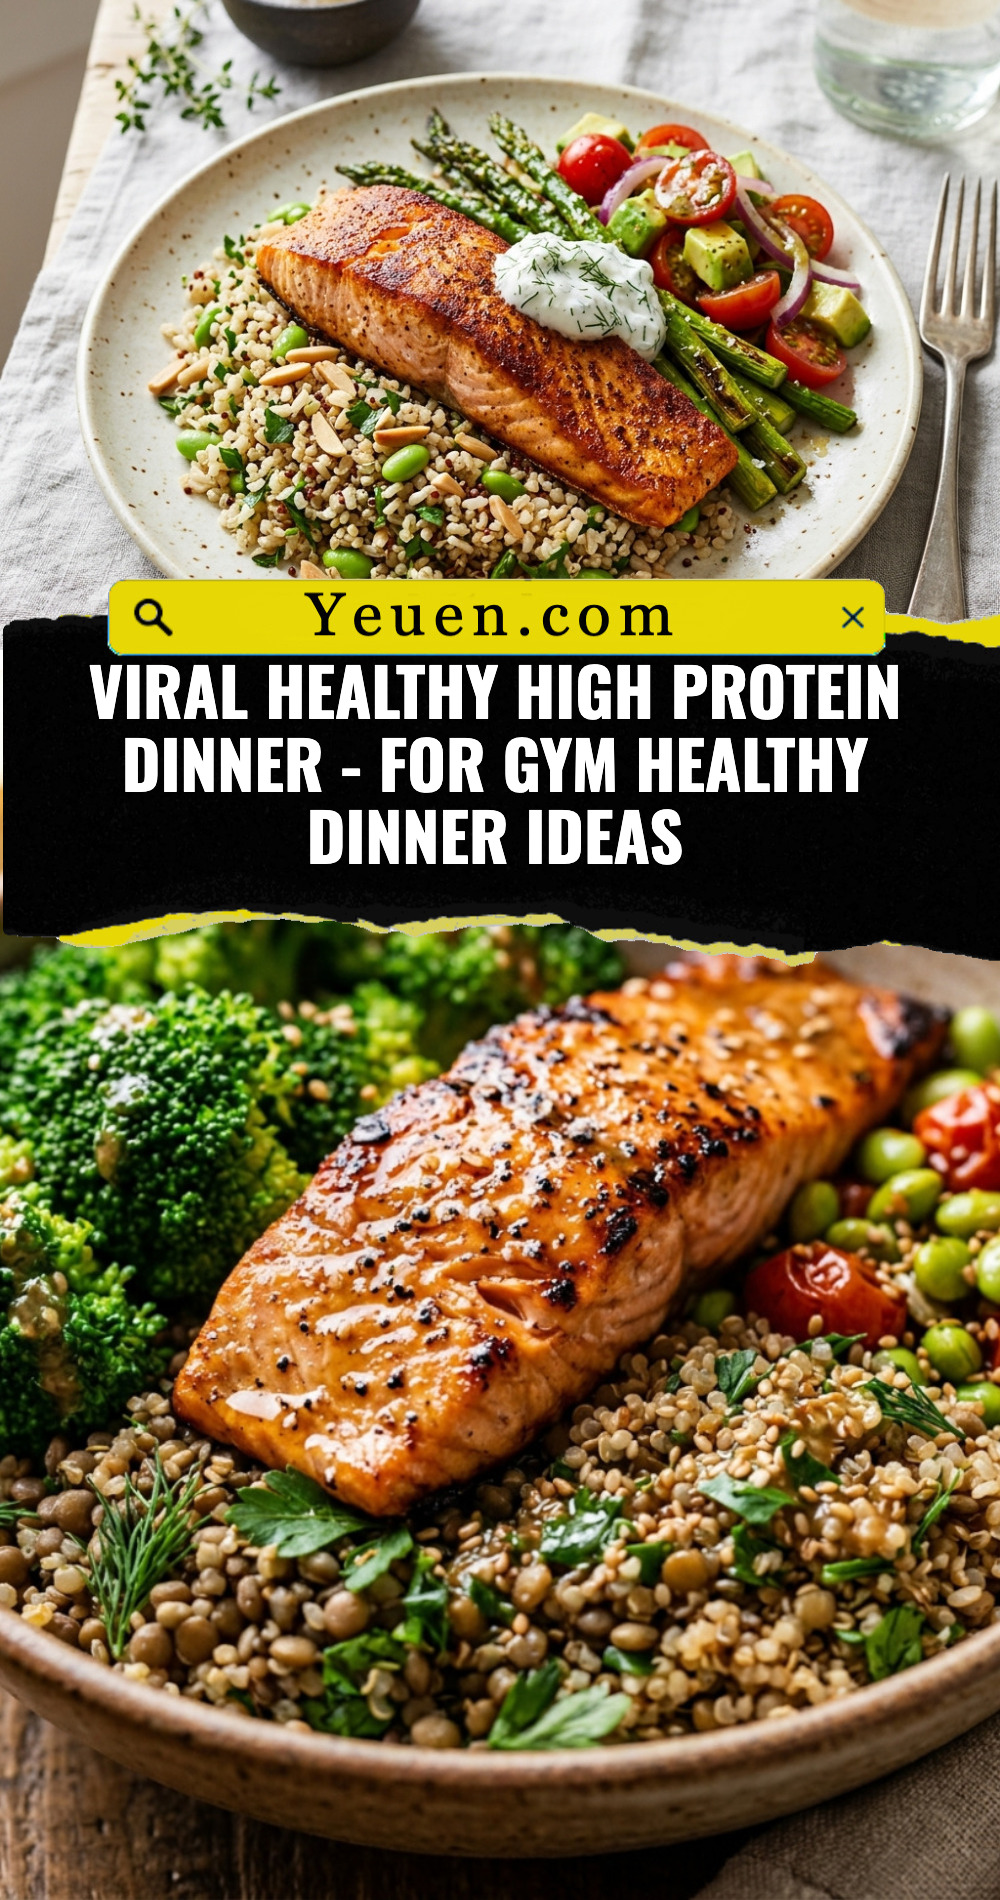 Yeuen.com
VIRAL HEALTHY HIGH PROTEIN
DINNER - FOR GYM HEALTHY
DINNER IDEAS